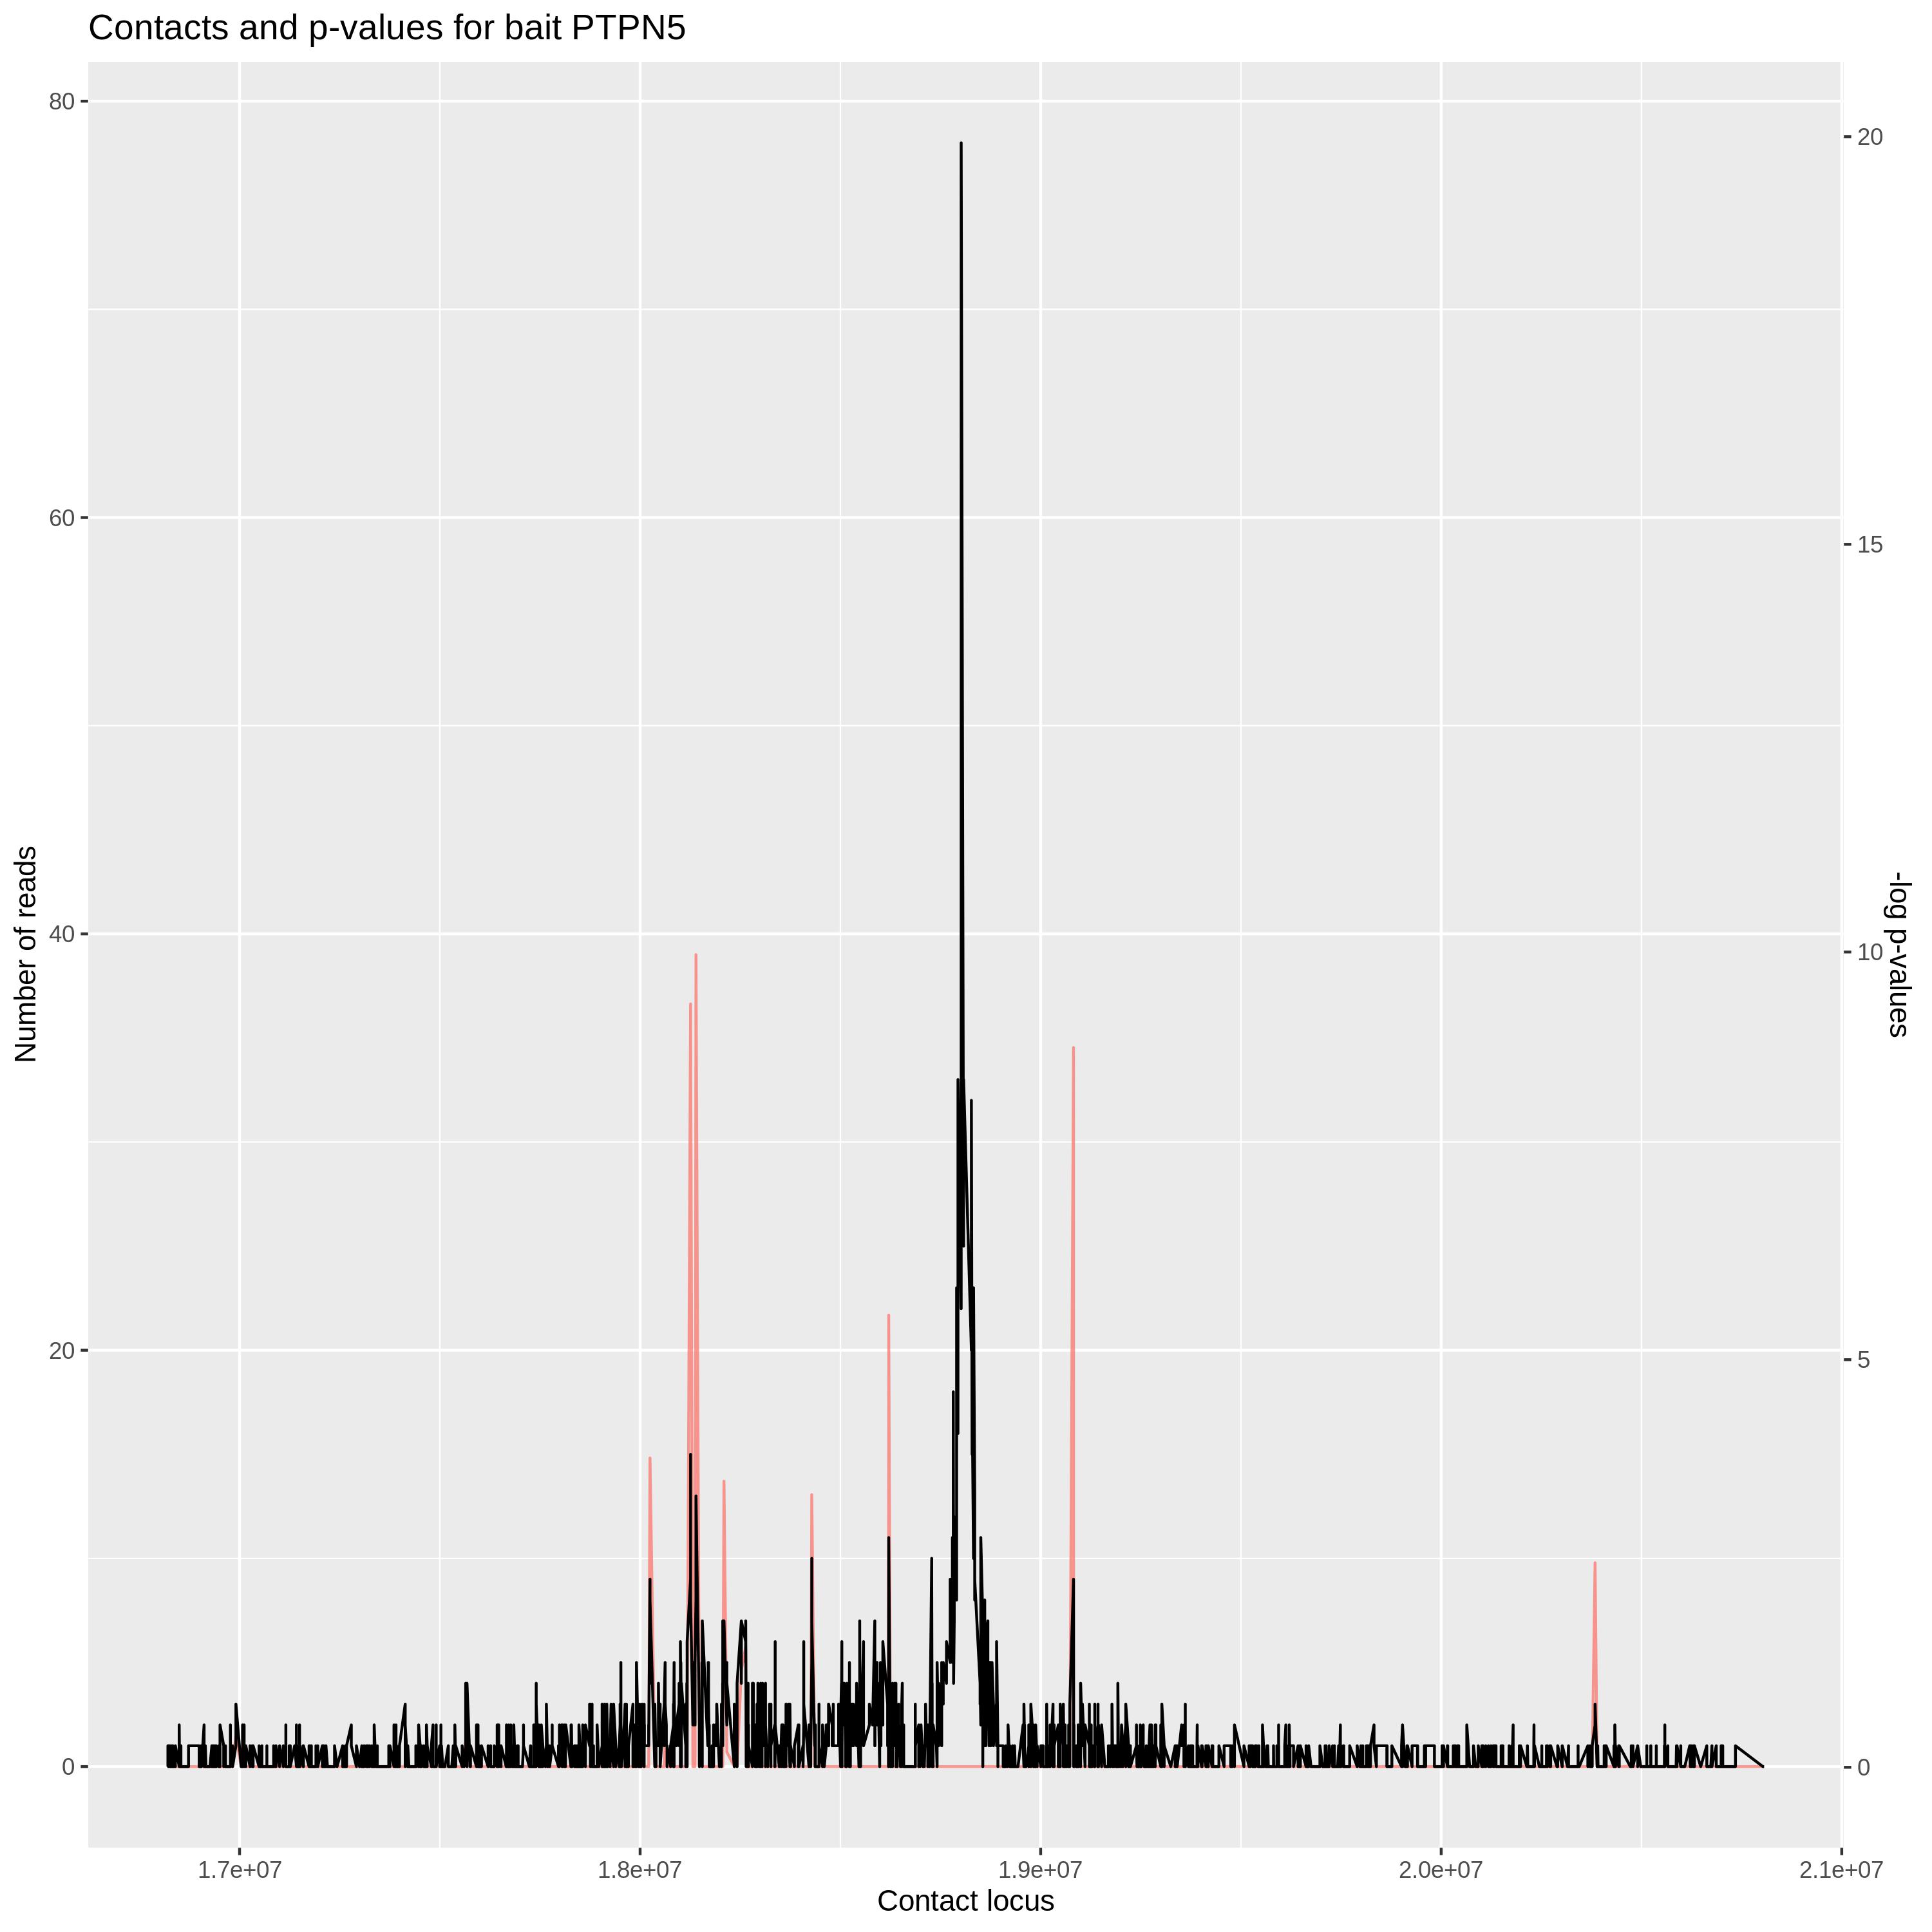 Contacts and p-values for bait PTPN5
80
60
40
20
0
Number of reads
20
15
10
5
0
-log p-values
1.7e+07 1.8e+07 1.9e+07 2.0e+07 2.1e+07
Contact locus